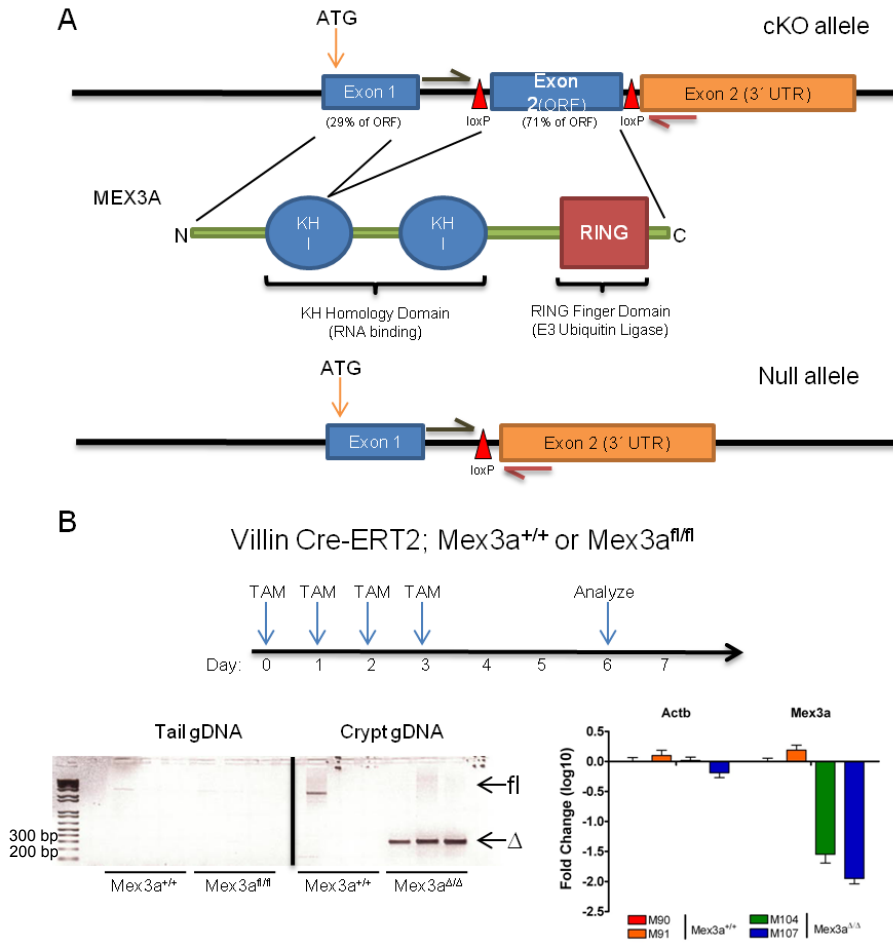 A
ATG
cKO allele
Exon 1
Exon 2(ORF)
Exon 2 (3´ UTR)
(29% of ORF)
loxP
(71% of ORF)
loxP
MEX3A
N
KH I
KH I
RING
C
KH Homology Domain (RNA binding)
RING Finger Domain (E3 Ubiquitin Ligase)
ATG
Null allele
Exon 1
Exon 2 (3´ UTR)
loxP
B
Villin Cre-ERT2; Mex3a+/+ or Mex3afl/fl
TAM TAM TAM TAM Analyze
Day: 0 1 2 3 4 5 6 7
Tail gDNA
Crypt gDNA
fl
Δ
300 bp
200 bp
Mex3a+/+
Mex3afl/fl
Mex3a+/+
Mex3aΔ/Δ
Actb
Mex3a
Fold Change (log10)
0.5
0.0
-0.5
-1.0
-1.5
-2.0
-2.5
M90
M91
Mex3a+/+
M104
M107
Mex3aΔ/Δ